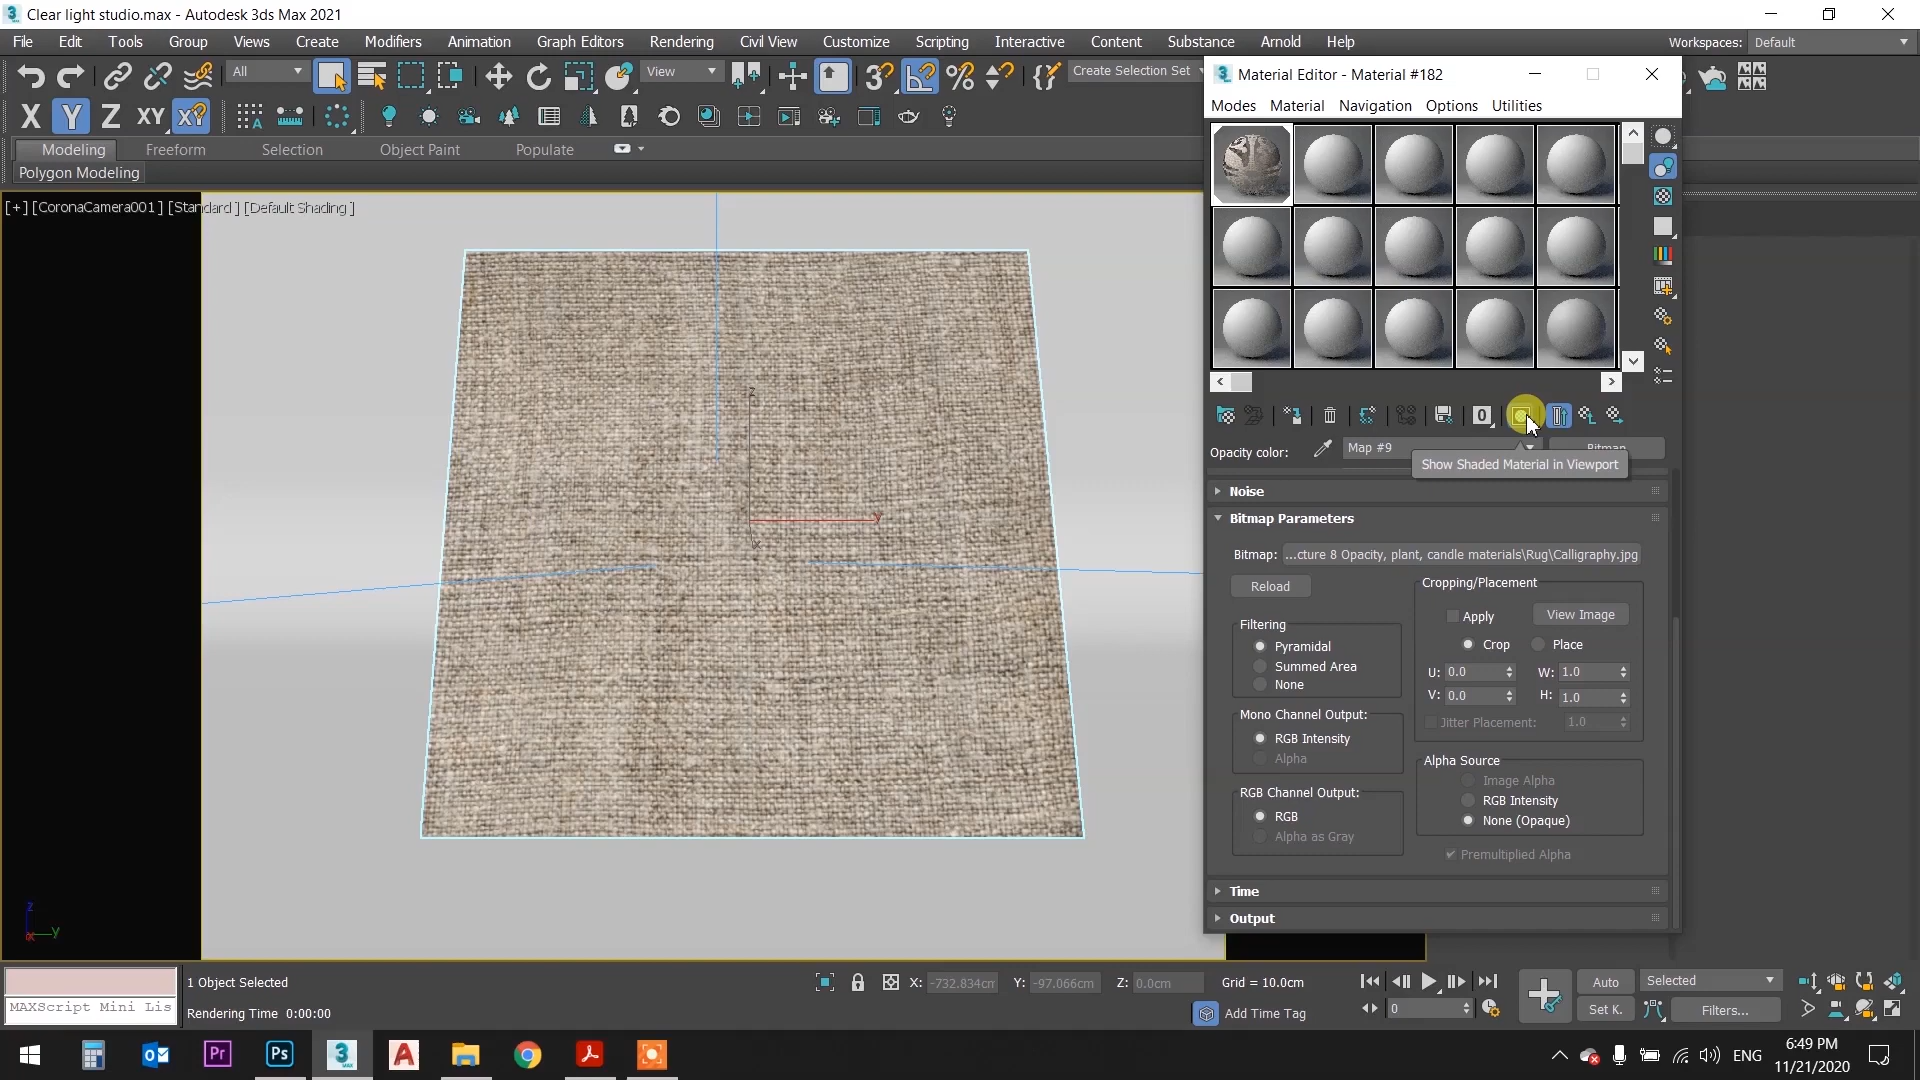 Clear light studio.max - Autodesk 3ds Max 2021
File Edit Tools Group Views Create Modifiers Animation Graph Editors Rendering Civil View Customize Scripting Interactive Content Substance Arnold Help
Workspaces: Default
All
View
Create Selection Set
X Y Z XY
Modeling Freeform Selection Object Paint Populate
Polygon Modeling
[+] [CoronaCamera001] [Standard] [Default Shading]
z
y
x
z
y
x
Material Editor - Material #182
Modes Material Navigation Options Utilities
0
Opacity color: Map #9 Bitmap
Show Shaded Material in Viewport
Noise
Bitmap Parameters
Bitmap: ...cture 8 Opacity, plant, candle materials\Rug\Calligraphy.jpg
Reload
Cropping/Placement
Apply View Image
Crop Place
U: 0.0 W: 1.0
V: 0.0 H: 1.0
Jitter Placement: 1.0
Filtering
Pyramidal
Summed Area
None
Mono Channel Output:
RGB Intensity
Alpha
RGB Channel Output:
RGB
Alpha as Gray
Alpha Source
Image Alpha
RGB Intensity
None (Opaque)
Premultiplied Alpha
Time
Output
MAXScript Mini Lis
1 Object Selected
Rendering Time 0:00:00
X: -732.834cm Y: -97.066cm Z: 0.0cm Grid = 10.0cm
Add Time Tag
0
Auto Selected
Set K. Filters...
ENG
6:49 PM
11/21/2020